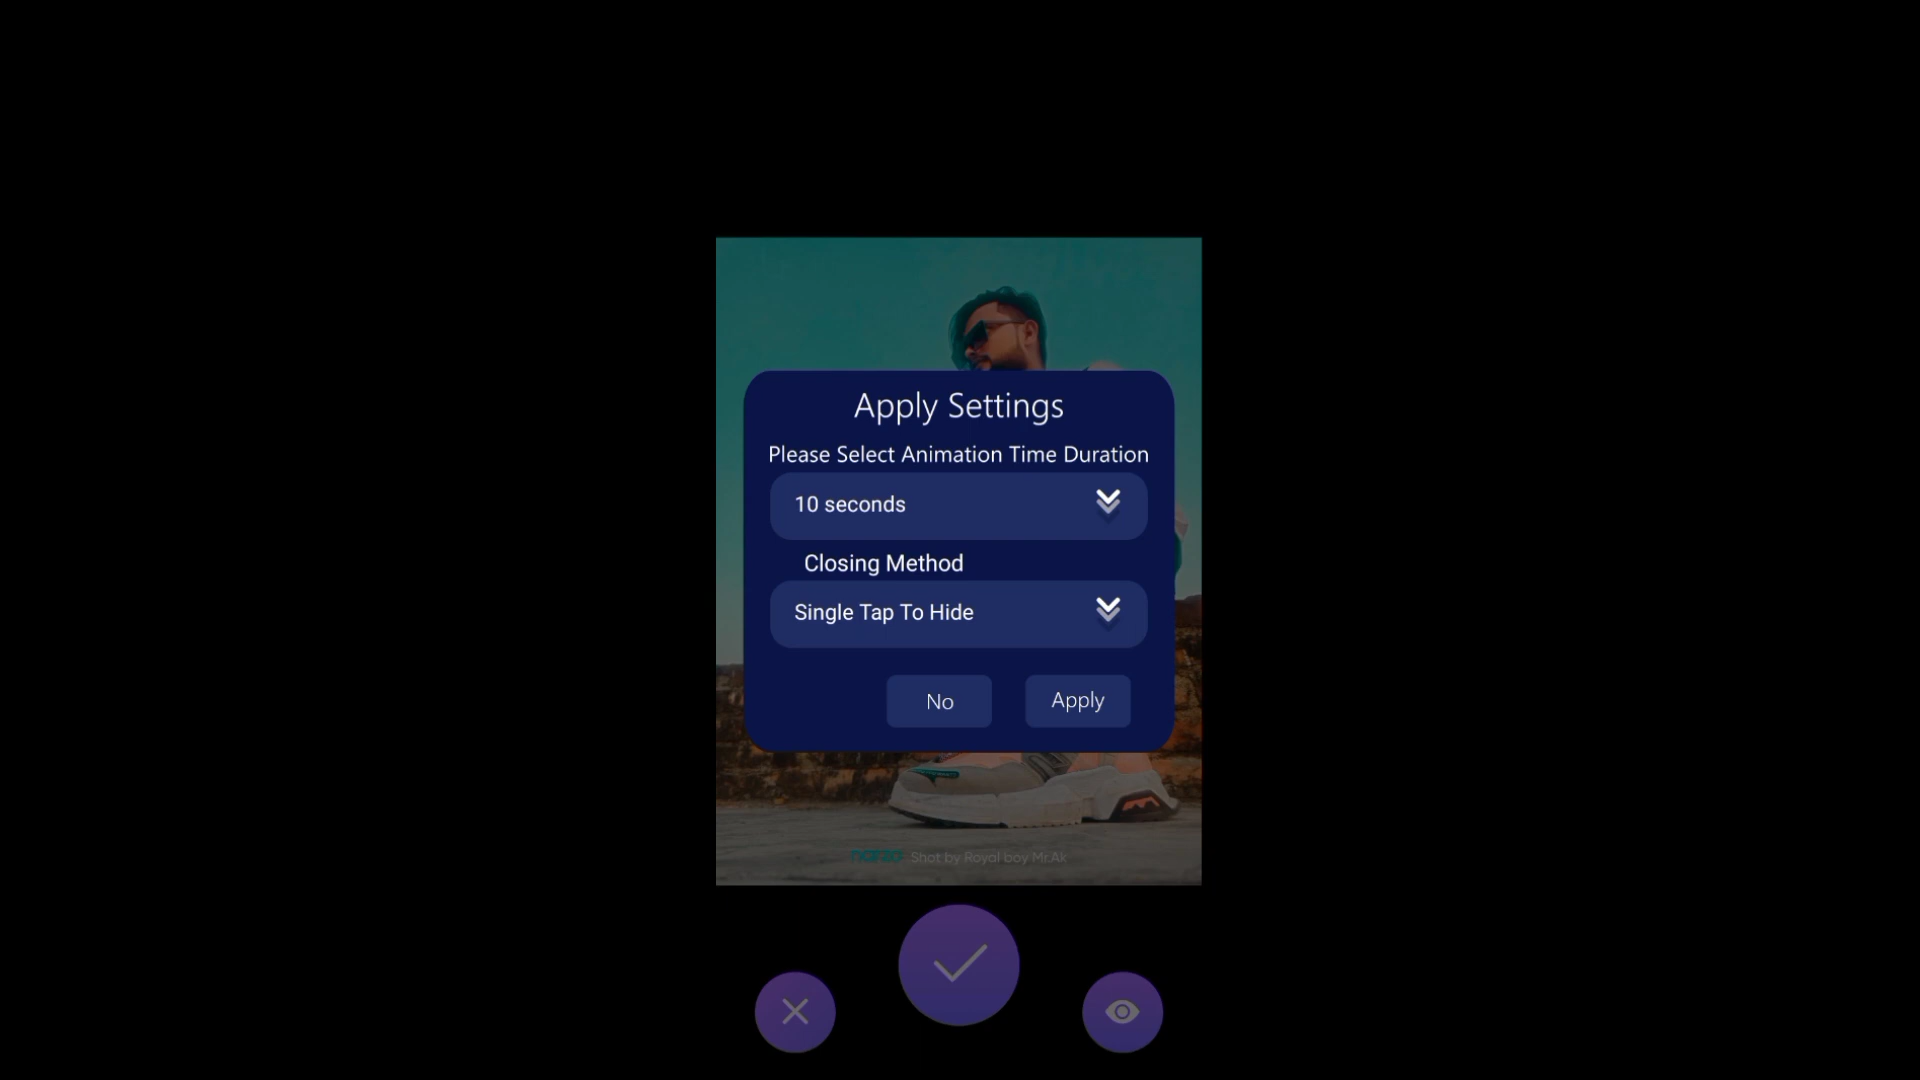 Apply Settings
Please Select Animation Time Duration
10 seconds
Closing Method
Single Tap To Hide
No
Apply
narzo Shot by Royal boy Mr.Ak